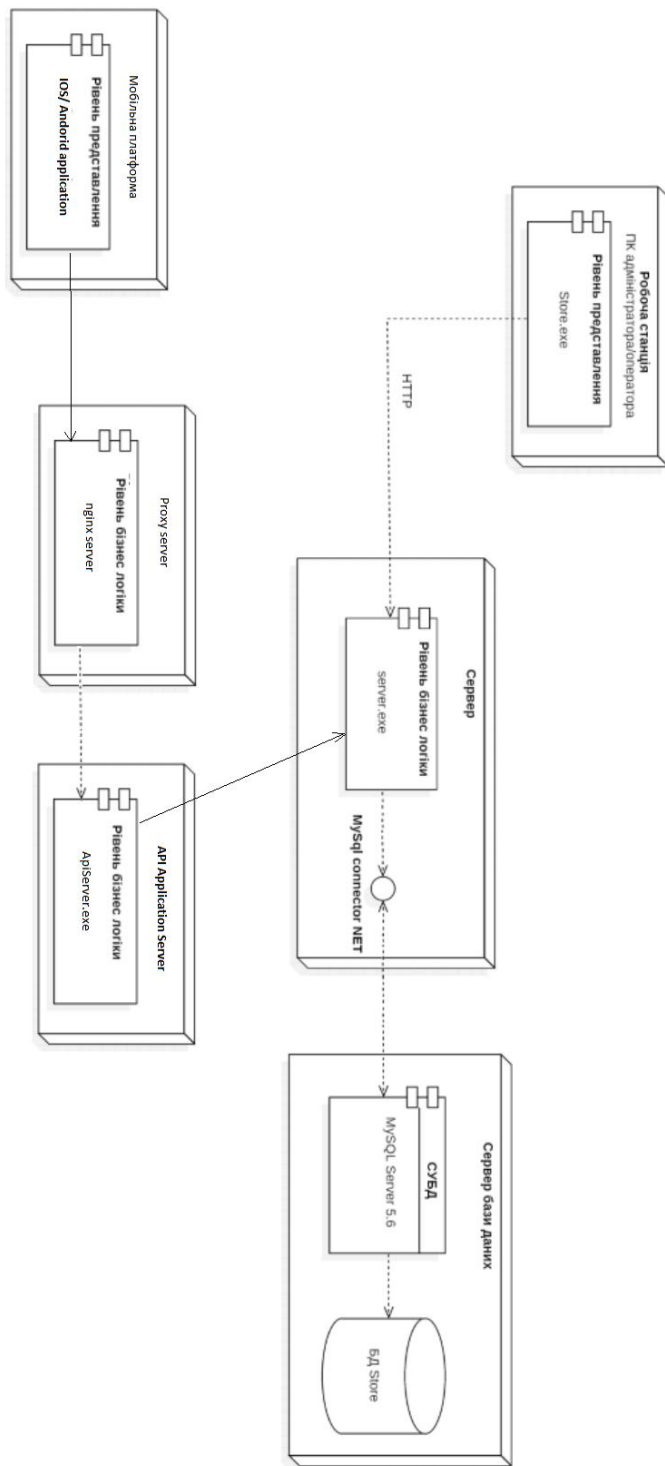 Робоча станція
ПК адміністратора/оператора
Рівень представлення
Store.exe
HTTP
Сервер
Рівень бізнес логіки
server.exe
MySql connector NET
Сервер бази даних
СУБД
MySQL Server 5.6
БД Store
Мобільна платформа
Рівень представлення
IOS/ Andorid application
Proxy server
Рівень бізнес логіки
nginx server
API Application Server
Рівень бізнес логіки
ApiServer.exe